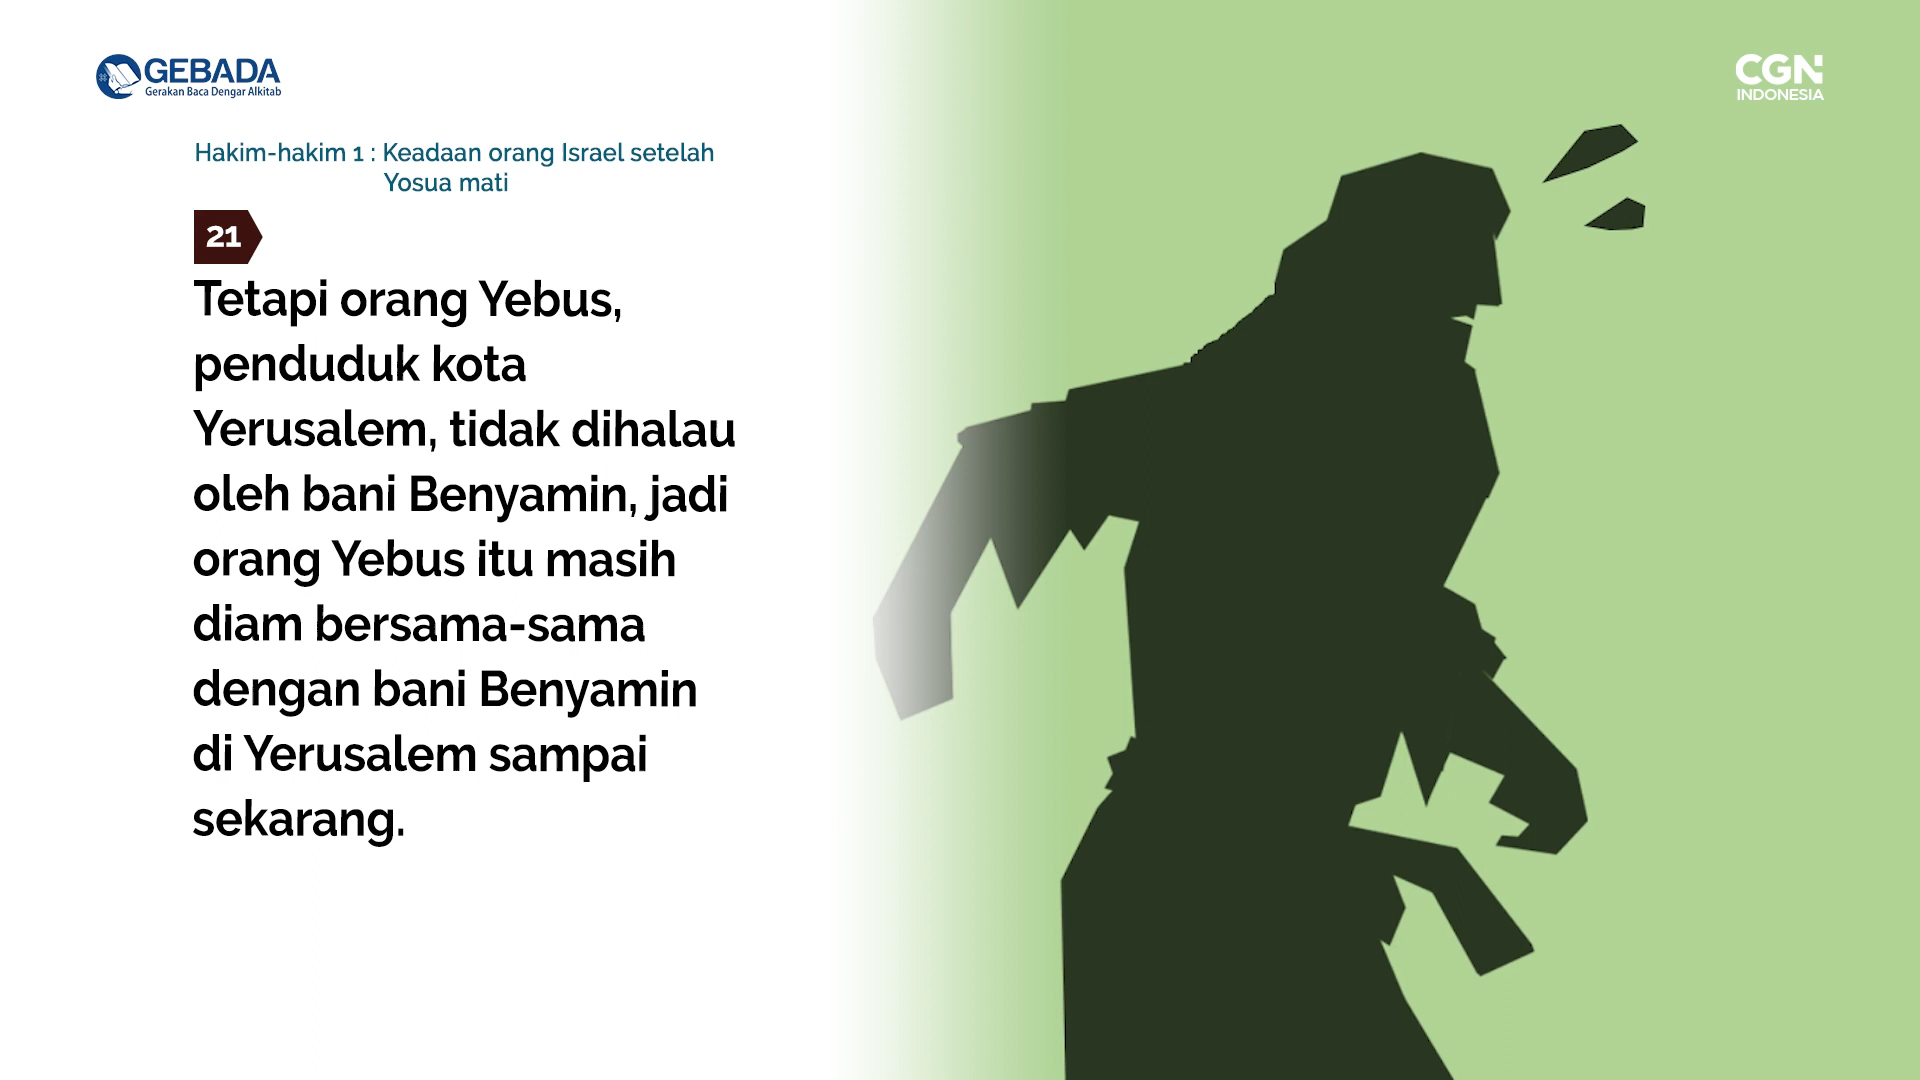 GEBADA
Gerakan Baca Dengar Alkitab
CGN
INDONESIA
Hakim-hakim 1 : Keadaan orang Israel setelah
Yosua mati
21
Tetapi orang Yebus,
penduduk kota
Yerusalem, tidak dihalau
oleh bani Benyamin, jadi
orang Yebus itu masih
diam bersama-sama
dengan bani Benyamin
di Yerusalem sampai
sekarang.